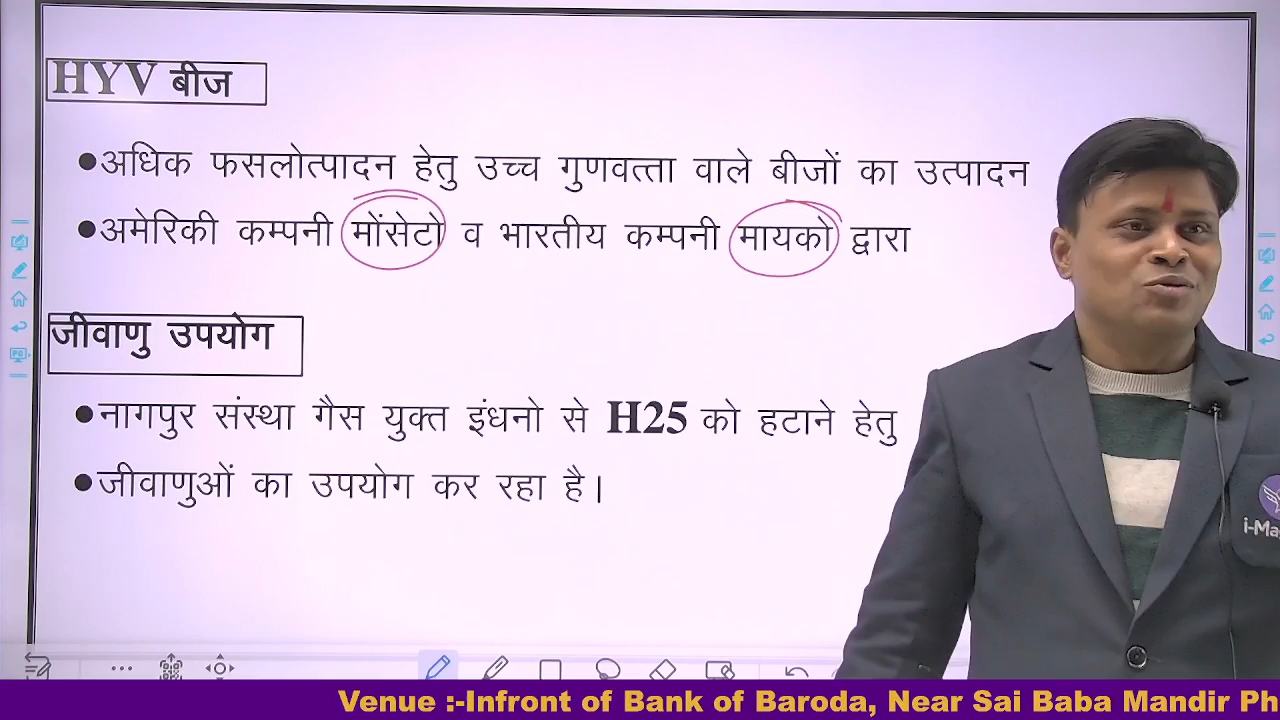 HYV बीज
●अधिक फसलोत्पादन हेतु उच्च गुणवत्ता वाले बीजों का उत्पादन
●अमेरिकी कम्पनी मोंसेटो व भारतीय कम्पनी मायको द्वारा
जीवाणु उपयोग
●नागपुर संस्था गैस युक्त इंधनो से H25 को हटाने हेतु
●जीवाणुओं का उपयोग कर रहा है।
i-Ma
Venue :-Infront of Bank of Baroda, Near Sai Baba Mandir Ph